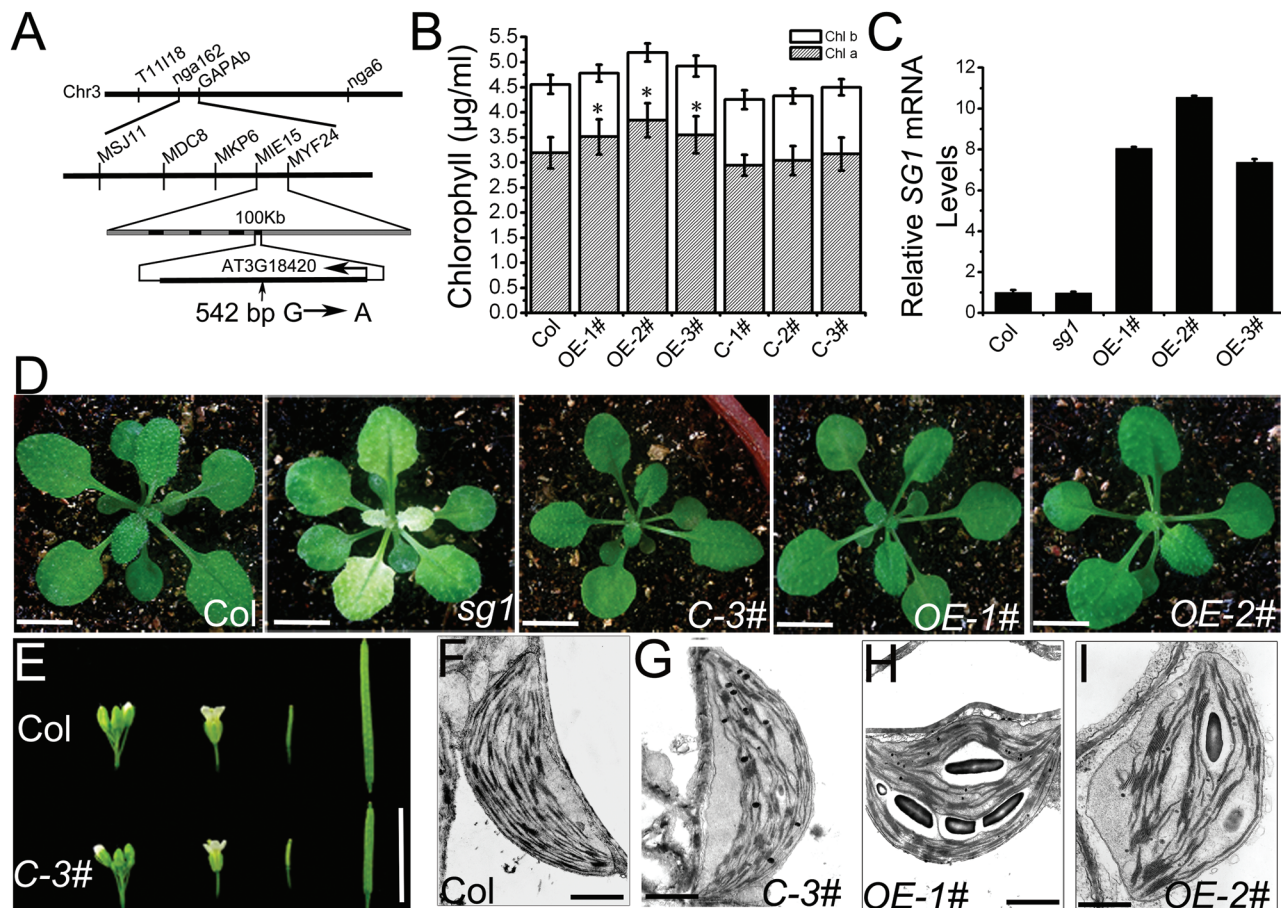 A
Chr3
T11I18
nga162
GAPAb
nga6
MSJ11
MDC8
MKP6
MIE15
MYF24
100Kb
AT3G18420
542 bp G A
B
Chlorophyll (µg/ml)
5.5
5.0
4.5
4.0
3.5
3.0
2.5
2.0
1.5
1.0
0.5
0.0
Chl b
Chl a
* * *
Col
OE-1#
OE-2#
OE-3#
C-1#
C-2#
C-3#
C
Relative SG1 mRNA
Levels
12
10
8
6
4
2
0
Col
sg1
OE-1#
OE-2#
OE-3#
D
Col
sg1
C-3#
OE-1#
OE-2#
E
Col
C-3#
F
Col
G
C-3#
H
OE-1#
I
OE-2#